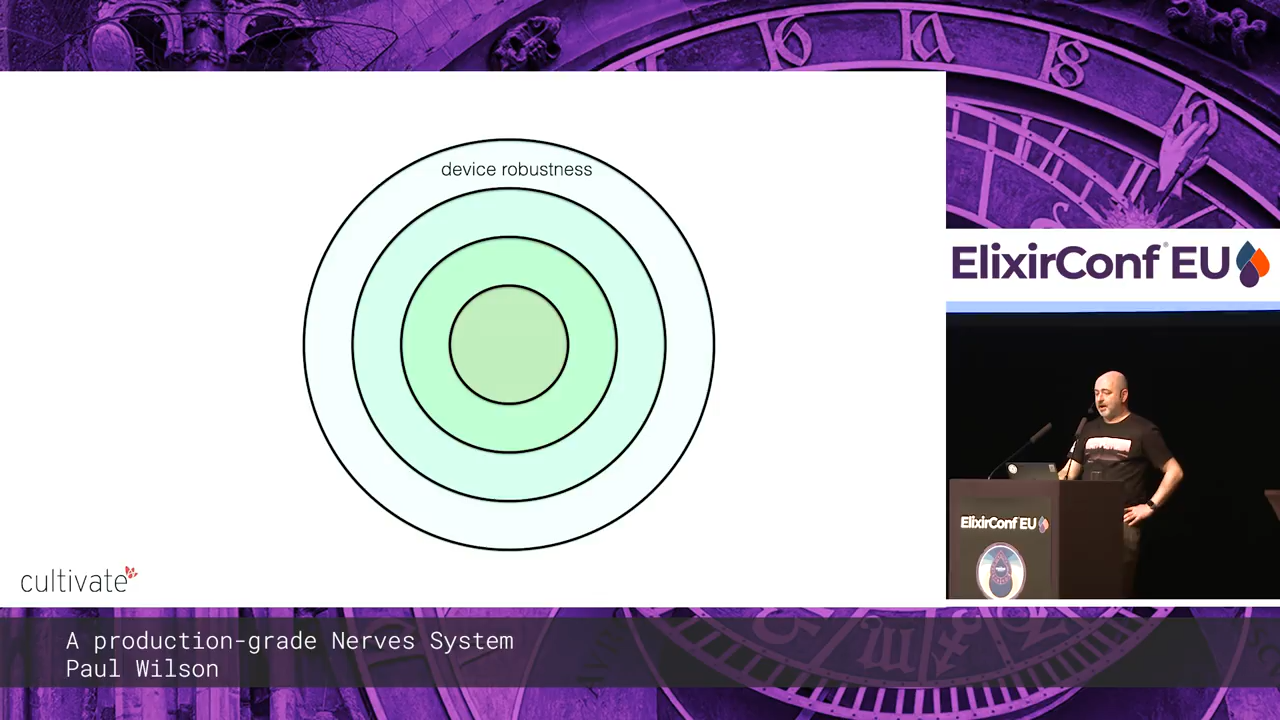 device robustness
cultivate
ElixirConf® EU
ElixirConf EU
A production-grade Nerves System
Paul Wilson